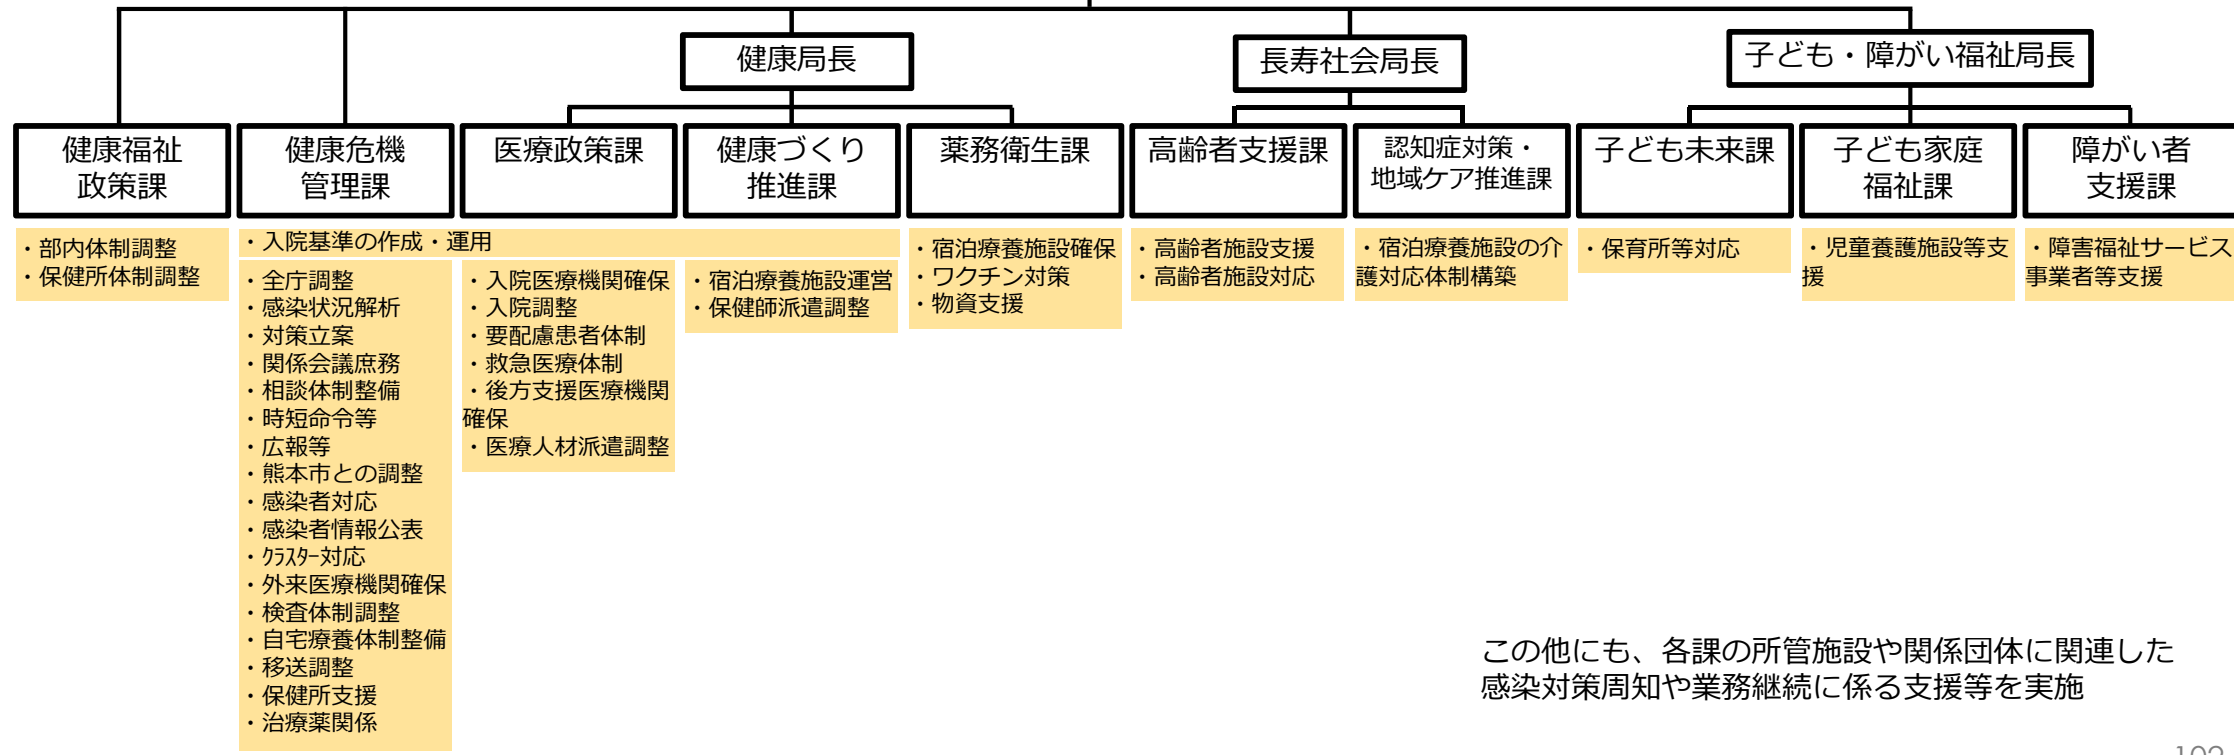 健康局長
長寿社会局長
子ども・障がい福祉局長
健康福祉
政策課
健康危機
管理課
医療政策課
健康づくり
推進課
薬務衛生課
高齢者支援課
認知症対策・
地域ケア推進課
子ども未来課
子ども家庭
福祉課
障がい者
支援課
・部内体制調整
・保健所体制調整
・入院基準の作成・運用
・全庁調整
・感染状況解析
・対策立案
・関係会議庶務
・相談体制整備
・時短命令等
・広報等
・熊本市との調整
・感染者対応
・感染者情報公表
・ｸﾗｽﾀｰ対応
・外来医療機関確保
・検査体制調整
・自宅療養体制整備
・移送調整
・保健所支援
・治療薬関係
・入院医療機関確保
・入院調整
・要配慮患者体制
・救急医療体制
・後方支援医療機関
確保
・医療人材派遣調整
・宿泊療養施設運営
・保健師派遣調整
・宿泊療養施設確保
・ワクチン対策
・物資支援
・高齢者施設支援
・高齢者施設対応
・宿泊療養施設の介
護対応体制構築
・保育所等対応
・児童養護施設等支
援
・障害福祉サービス
事業者等支援
この他にも、各課の所管施設や関係団体に関連した
感染対策周知や業務継続に係る支援等を実施